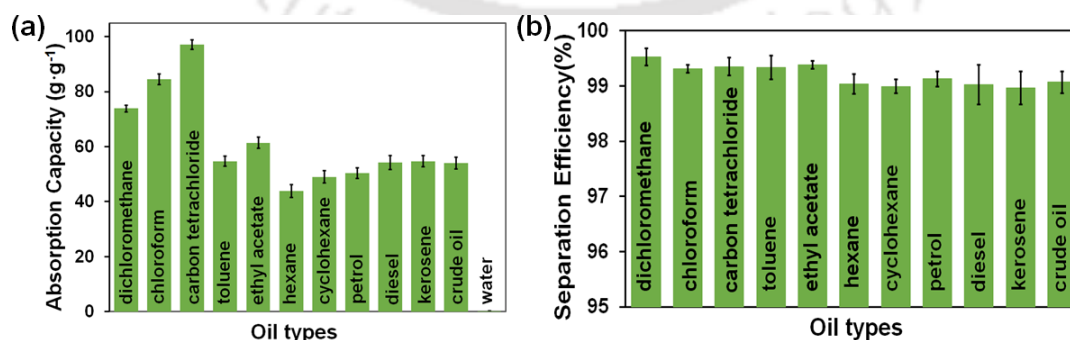 (a)
Absorption Capacity (g·g⁻¹)
100
80
60
40
20
0
dichloromethane
chloroform
carbon tetrachloride
toluene
ethyl acetate
hexane
cyclohexane
petrol
diesel
kerosene
crude oil
water
Oil types
(b)
Separation Efficiency(%)
100
99
98
97
96
95
dichloromethane
chloroform
carbon tetrachloride
toluene
ethyl acetate
hexane
cyclohexane
petrol
diesel
kerosene
crude oil
Oil types